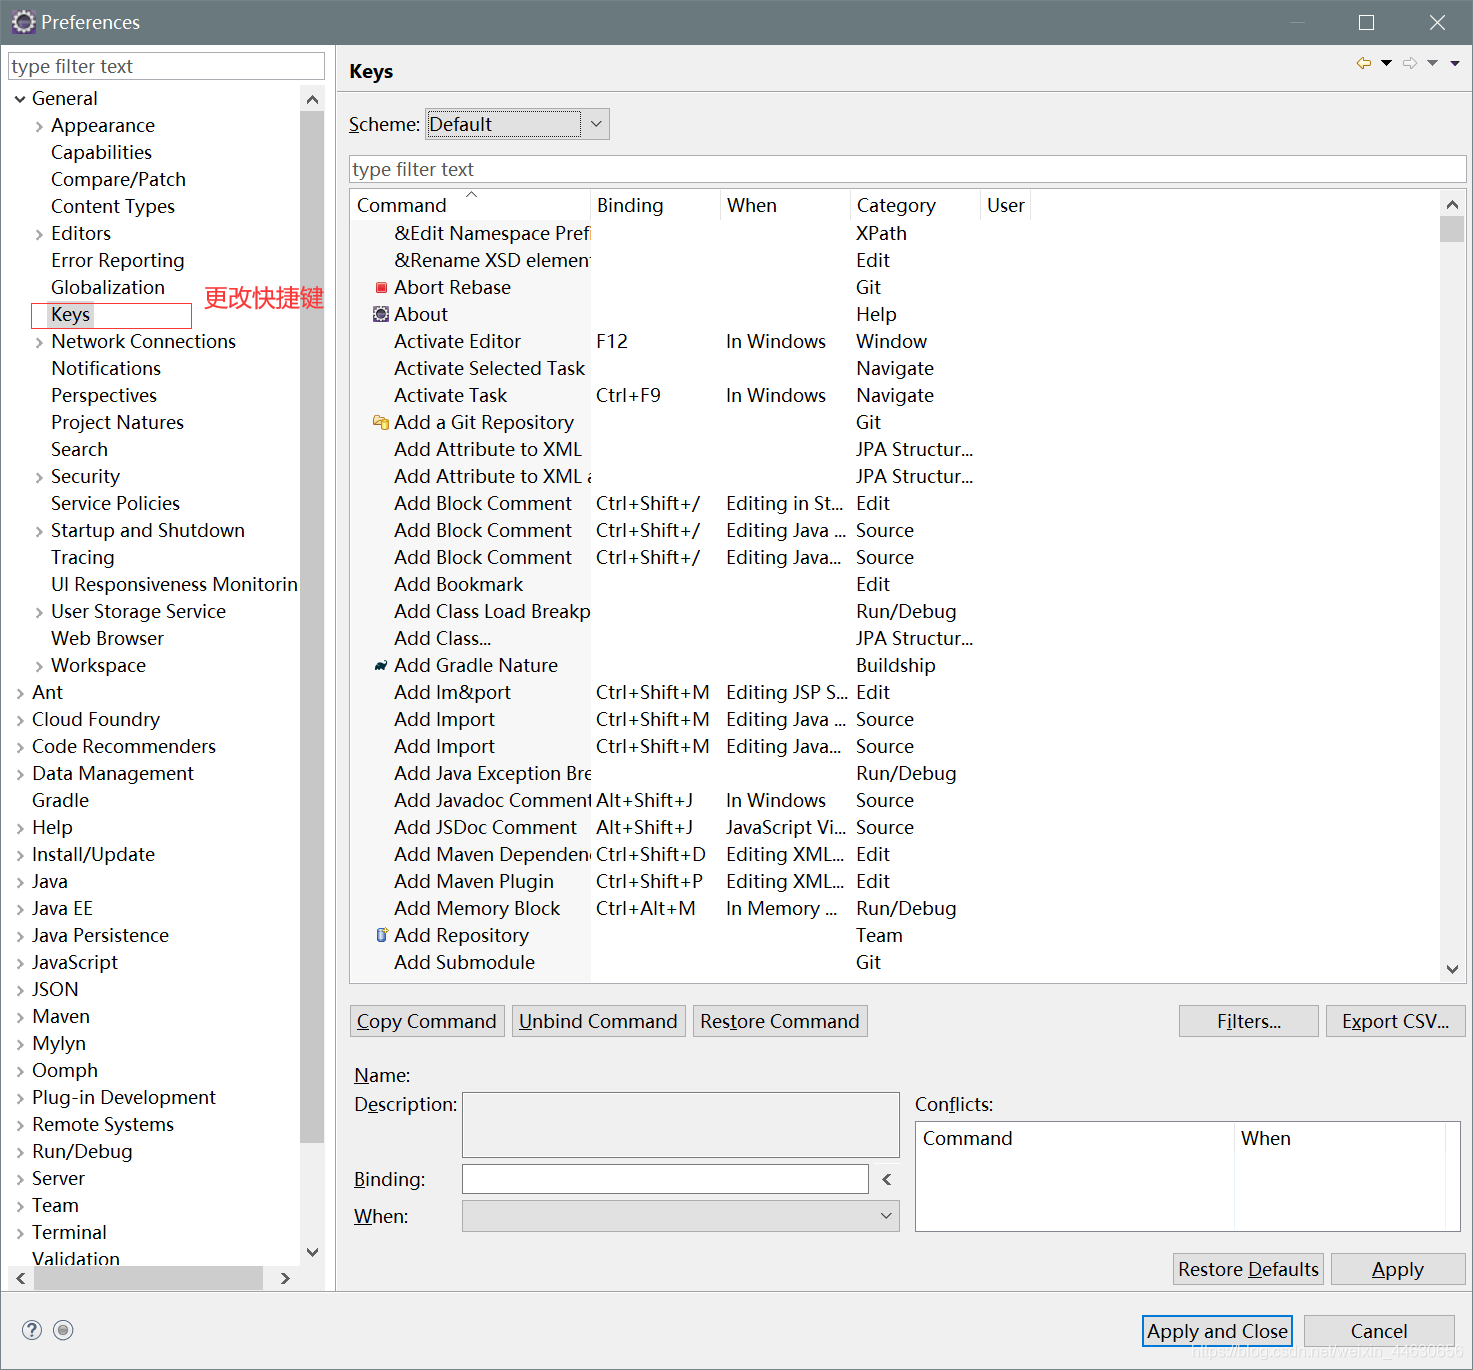 Preferences
type filter text
General
Appearance
Capabilities
Compare/Patch
Content Types
Editors
Error Reporting
Globalization
Keys
更改快捷键
Network Connections
Notifications
Perspectives
Project Natures
Search
Security
Service Policies
Startup and Shutdown
Tracing
UI Responsiveness Monitorin
User Storage Service
Web Browser
Workspace
Ant
Cloud Foundry
Code Recommenders
Data Management
Gradle
Help
Install/Update
Java
Java EE
Java Persistence
JavaScript
JSON
Maven
Mylyn
Oomph
Plug-in Development
Remote Systems
Run/Debug
Server
Team
Terminal
Validation
Keys
Scheme: Default
type filter text
Command Binding When Category User
&Edit Namespace Prefi XPath
&Rename XSD elemen Edit
Abort Rebase Git
About Help
Activate Editor F12 In Windows Window
Activate Selected Task Navigate
Activate Task Ctrl+F9 In Windows Navigate
Add a Git Repository Git
Add Attribute to XML JPA Structur...
Add Attribute to XML a JPA Structur...
Add Block Comment Ctrl+Shift+/ Editing in St... Edit
Add Block Comment Ctrl+Shift+/ Editing Java ... Source
Add Block Comment Ctrl+Shift+/ Editing Java... Source
Add Bookmark Edit
Add Class Load Breakp Run/Debug
Add Class... JPA Structur...
Add Gradle Nature Buildship
Add Im&port Ctrl+Shift+M Editing JSP S... Edit
Add Import Ctrl+Shift+M Editing Java ... Source
Add Import Ctrl+Shift+M Editing Java... Source
Add Java Exception Bre Run/Debug
Add Javadoc Comment Alt+Shift+J In Windows Source
Add JSDoc Comment Alt+Shift+J JavaScript Vi... Source
Add Maven Dependen Ctrl+Shift+D Editing XML... Edit
Add Maven Plugin Ctrl+Shift+P Editing XML... Edit
Add Memory Block Ctrl+Alt+M In Memory ... Run/Debug
Add Repository Team
Add Submodule Git
Copy Command Unbind Command Restore Command Filters... Export CSV...
Name:
Description:
Binding:
When:
Conflicts:
Command When
Restore Defaults Apply
Apply and Close Cancel
https://blog.csdn.net/weixin_44630656